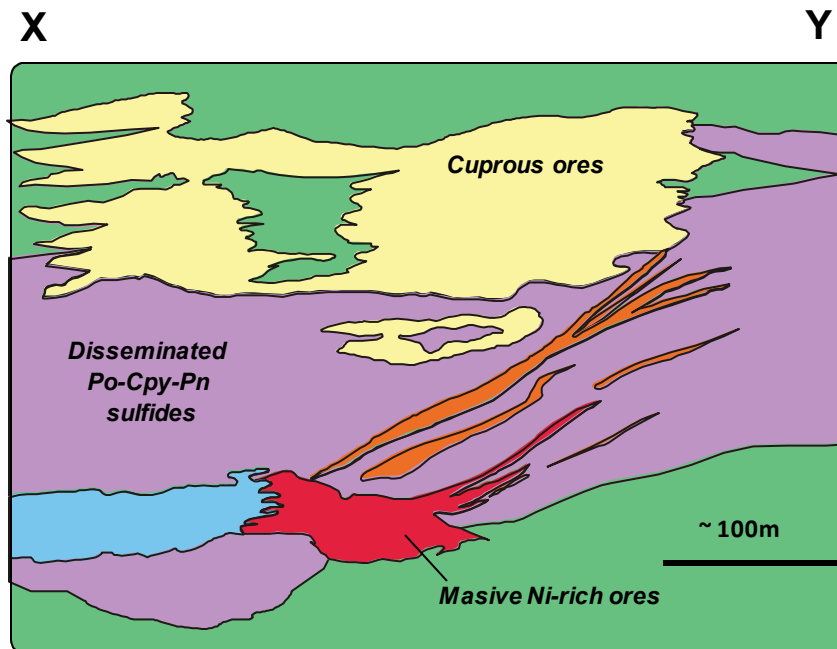 X
Y
Cuprous ores
Disseminated
Po-Cpy-Pn
sulfides
~ 100m
Masive Ni-rich ores